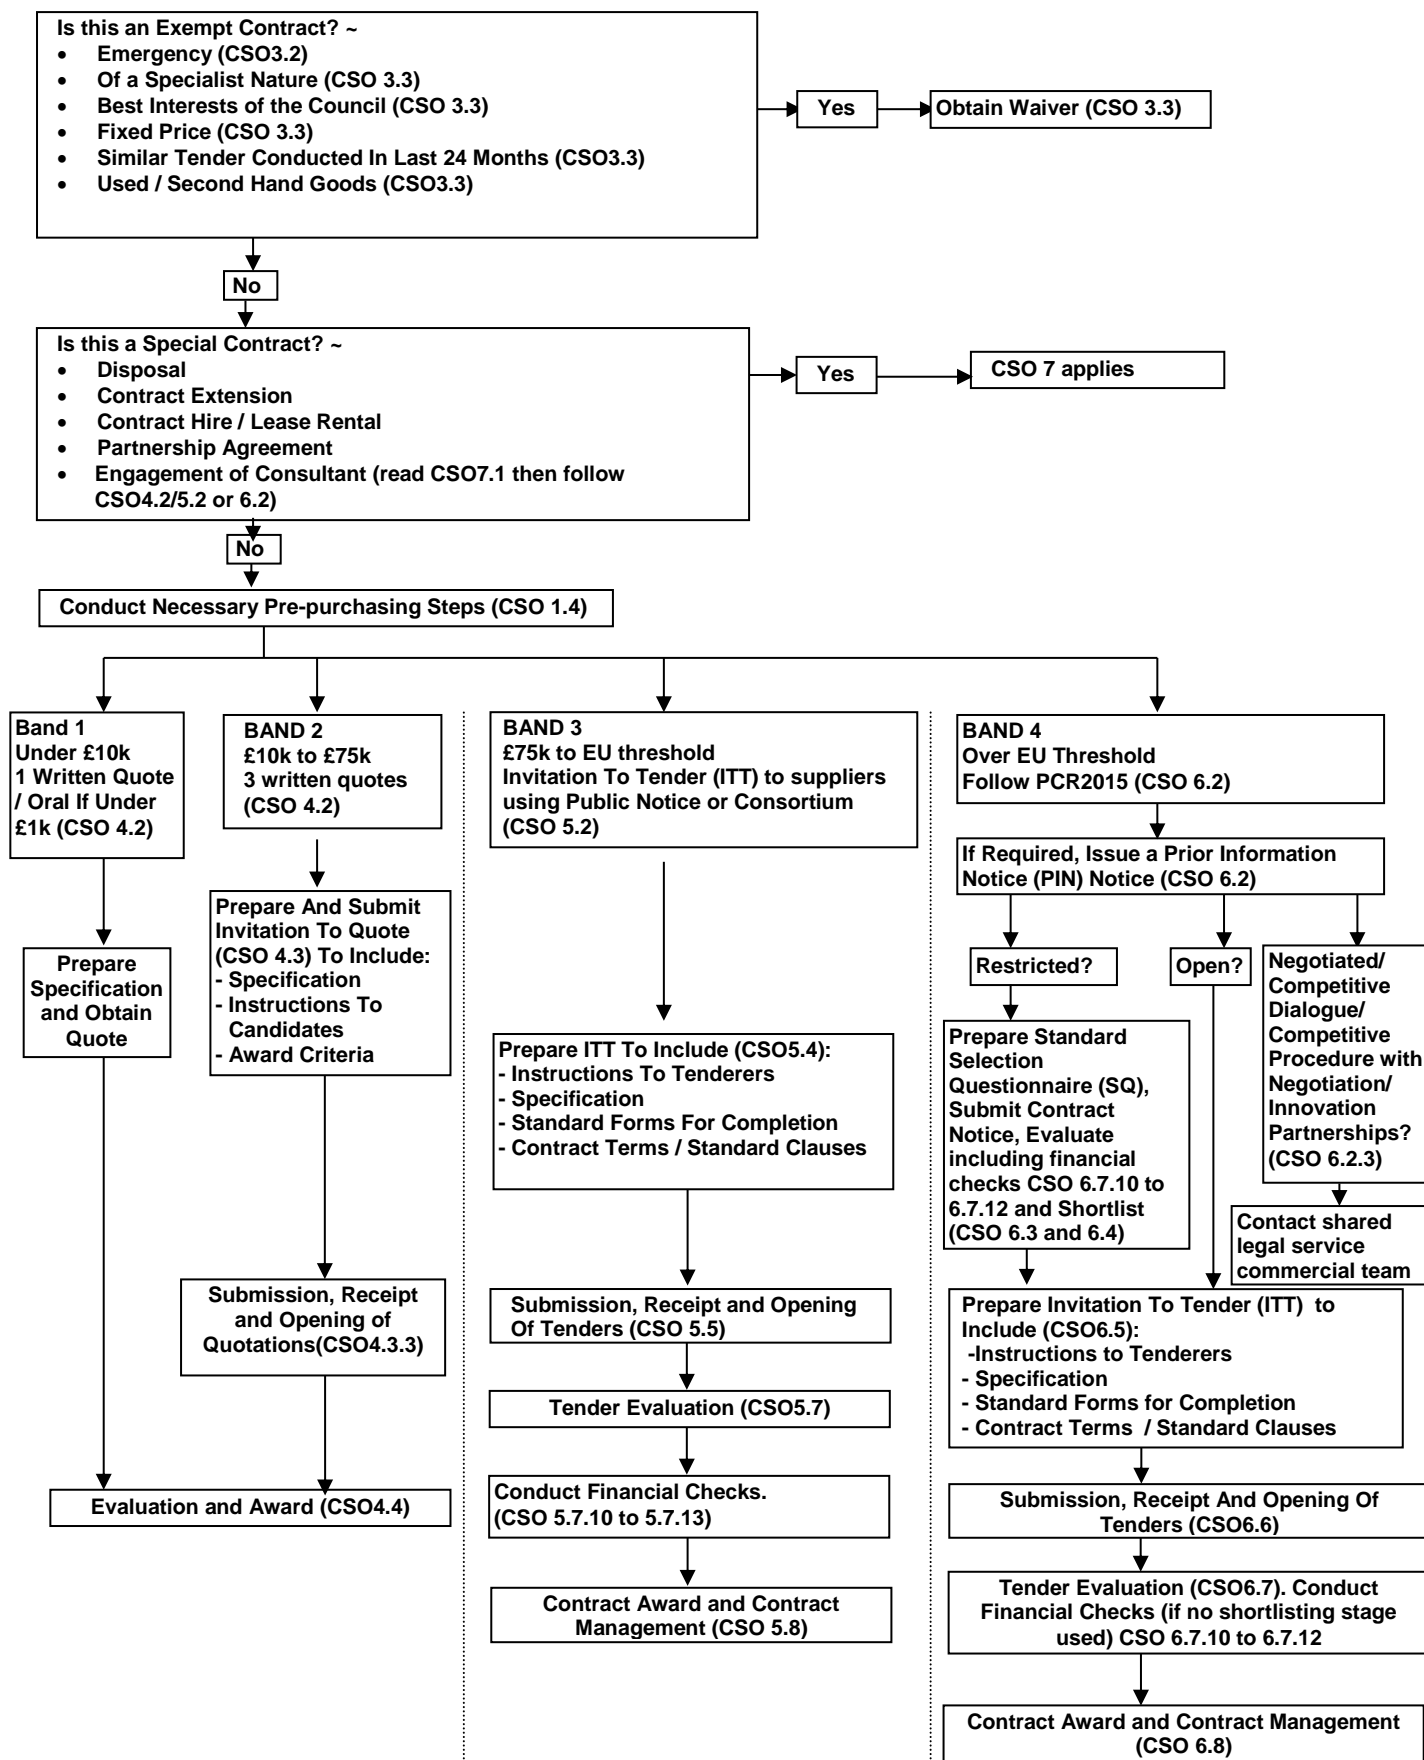 Is this an Exempt Contract? ~
• Emergency (CSO3.2)
• Of a Specialist Nature (CSO 3.3)
• Best Interests of the Council (CSO 3.3)
• Fixed Price (CSO 3.3)
• Similar Tender Conducted In Last 24 Months (CSO3.3)
• Used / Second Hand Goods (CSO3.3)
Yes
Obtain Waiver (CSO 3.3)
No
Is this a Special Contract? ~
• Disposal
• Contract Extension
• Contract Hire / Lease Rental
• Partnership Agreement
• Engagement of Consultant (read CSO7.1 then follow
CSO4.2/5.2 or 6.2)
Yes
CSO 7 applies
No
Conduct Necessary Pre-purchasing Steps (CSO 1.4)
Band 1
Under £10k
1 Written Quote
/ Oral If Under
£1k (CSO 4.2)
Prepare
Specification
and Obtain
Quote
BAND 2
£10k to £75k
3 written quotes
(CSO 4.2)
Prepare And Submit
Invitation To Quote
(CSO 4.3) To Include:
- Specification
- Instructions To
Candidates
- Award Criteria
Submission, Receipt
and Opening of
Quotations(CSO4.3.3)
Evaluation and Award (CSO4.4)
BAND 3
£75k to EU threshold
Invitation To Tender (ITT) to suppliers
using Public Notice or Consortium
(CSO 5.2)
Prepare ITT To Include (CSO5.4):
- Instructions To Tenderers
- Specification
- Standard Forms For Completion
- Contract Terms / Standard Clauses
Submission, Receipt and Opening
Of Tenders (CSO 5.5)
Tender Evaluation (CSO5.7)
Conduct Financial Checks.
(CSO 5.7.10 to 5.7.13)
Contract Award and Contract
Management (CSO 5.8)
BAND 4
Over EU Threshold
Follow PCR2015 (CSO 6.2)
If Required, Issue a Prior Information
Notice (PIN) Notice (CSO 6.2)
Restricted?
Open?
Negotiated/
Competitive
Dialogue/
Competitive
Procedure with
Negotiation/
Innovation
Partnerships?
(CSO 6.2.3)
Prepare Standard
Selection
Questionnaire (SQ),
Submit Contract
Notice, Evaluate
including financial
checks CSO 6.7.10 to
6.7.12 and Shortlist
(CSO 6.3 and 6.4)
Contact shared
legal service
commercial team
Prepare Invitation To Tender (ITT) to
Include (CSO6.5):
-Instructions to Tenderers
- Specification
- Standard Forms for Completion
- Contract Terms / Standard Clauses
Submission, Receipt And Opening Of
Tenders (CSO6.6)
Tender Evaluation (CSO6.7). Conduct
Financial Checks (if no shortlisting stage
used) CSO 6.7.10 to 6.7.12
Contract Award and Contract Management
(CSO 6.8)